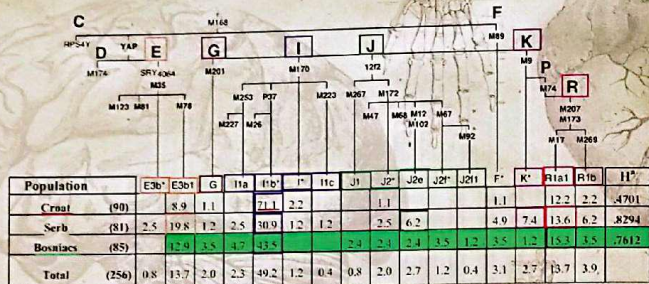 C M168 F
RPS4Y YAP M89
D E G I J K
M174 SRY4064 M201 M170 12f2 M9 P
M35 M74 R
M253 P37 M223 M267 M172 M207
M123 M81 M78 M173
M47 M68 M12 M67
M227 M26 M102 M92 M17 M269
Population E3b* E3b1 G I1a I1b* I* I1c J1 J2* J2e J2f* J2f1 F* K* R1a1 R1b Hª
Croat (90) 8.9 1.1 71.1 2.2 1.1 1.1 12.2 2.2 .4701
Serb (81) 2.5 19.8 1.2 2.5 30.9 1.2 1.2 2.5 6.2 4.9 7.4 13.6 6.2 .8294
Bosniacs (85) 12.9 3.5 4.7 43.5 2.4 2.4 2.4 3.5 1.2 3.5 1.2 15.3 3.5 .7612
Total (256) 0.8 13.7 2.0 2.3 49.2 1.2 0.4 0.8 2.0 2.7 1.2 0.4 3.1 2.7 13.7 3.9